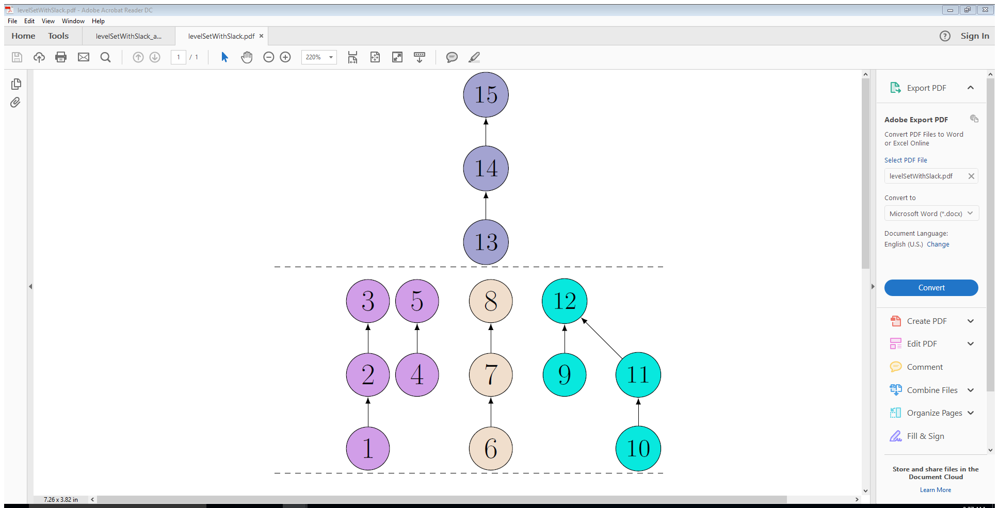 levelSetWithSlack.pdf - Adobe Acrobat Reader DC
File Edit View Window Help
Home Tools levelSetWithSlack_a... levelSetWithSlack.pdf × ? Sign In
1 / 1 220%
15
14
13
3 5 8 12
2 4 7 9 11
1 6 10
7.26 x 3.82 in
Export PDF
Adobe Export PDF
Convert PDF Files to Word
or Excel Online
Select PDF File
levelSetWithSlack.pdf
Convert to
Microsoft Word (*.docx)
Document Language:
English (U.S.) Change
Convert
Create PDF
Edit PDF
Comment
Combine Files
Organize Pages
Fill & Sign
Store and share files in the
Document Cloud
Learn More